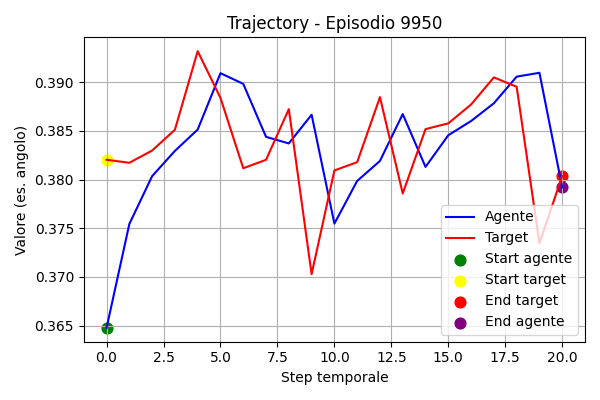 Trajectory - Episodio 9950
Valore (es. angolo)
0.390
0.385
0.380
0.375
0.370
0.365
0.0
2.5
5.0
7.5
10.0
12.5
15.0
17.5
20.0
Step temporale
Agente
Target
Start agente
Start target
End target
End agente